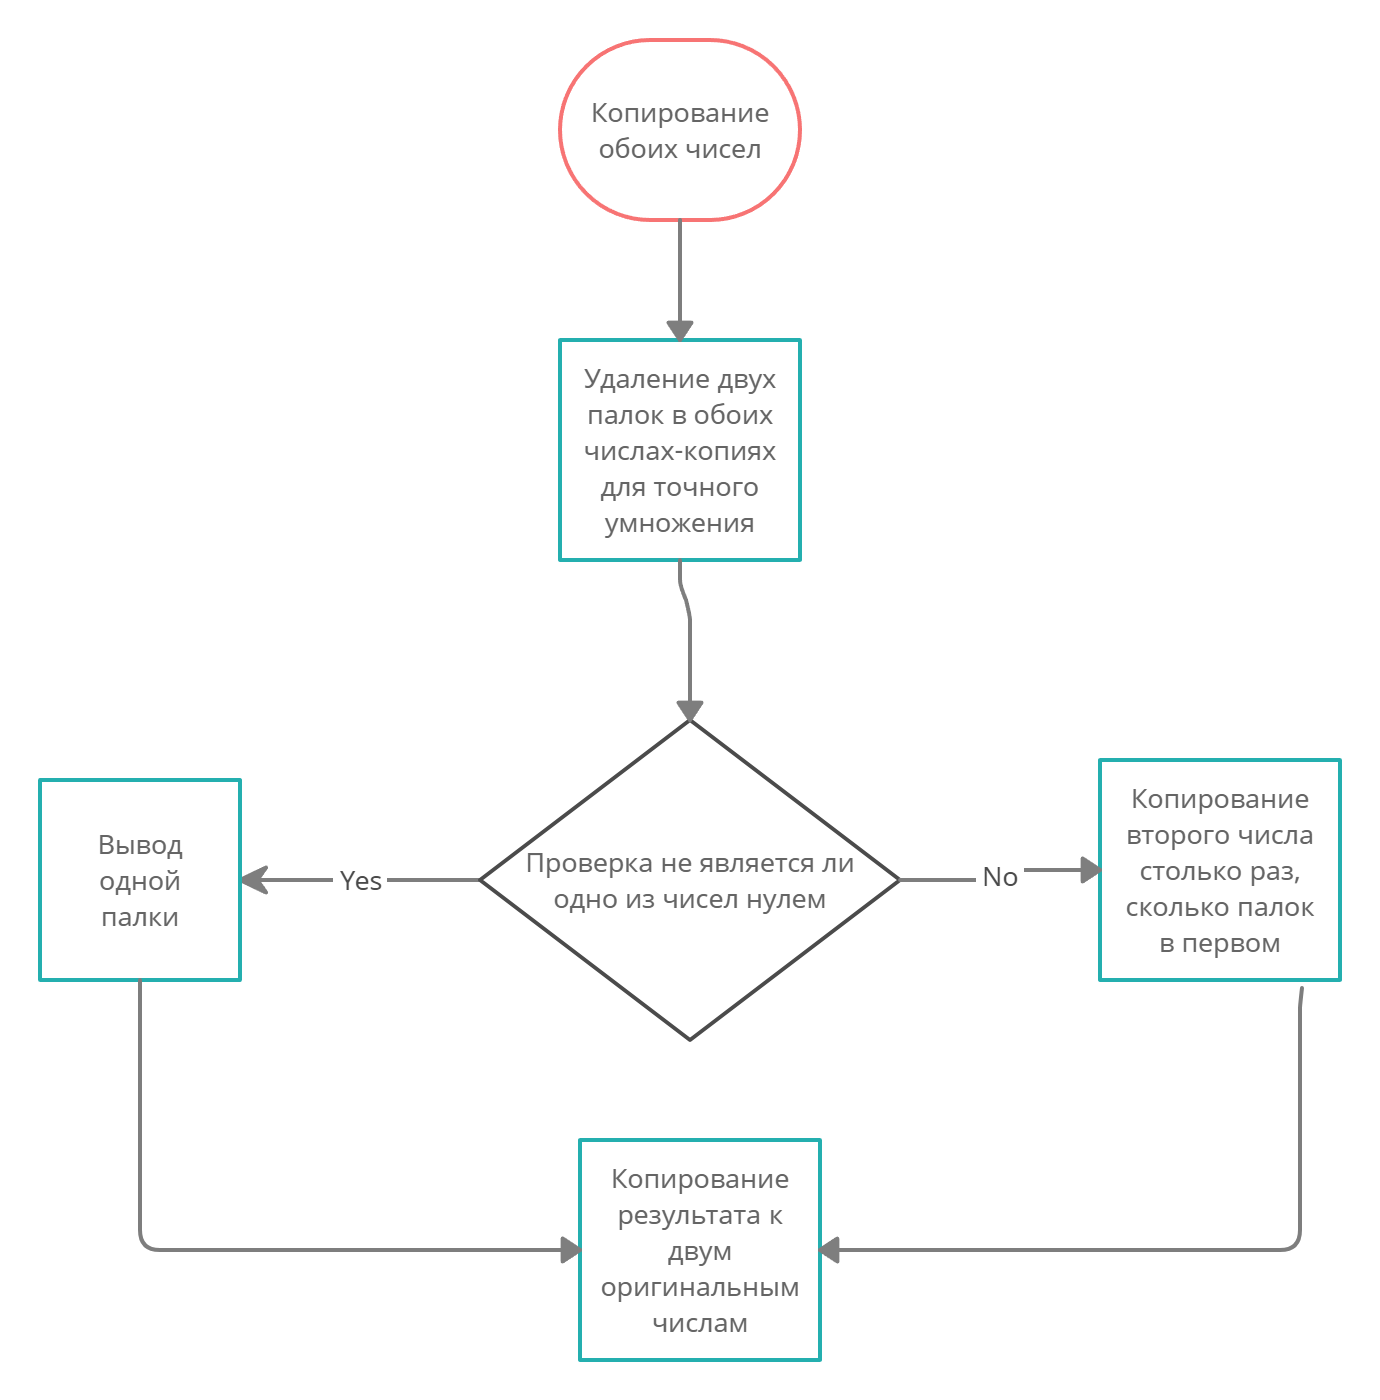 Копирование
обоих чисел
Удаление двух
палок в обоих
числах-копиях
для точного
умножения
Проверка не является ли
одно из чисел нулем
Yes
No
Вывод
одной
палки
Копирование
второго числа
столько раз,
сколько палок
в первом
Копирование
результата к
двум
оригинальным
числам